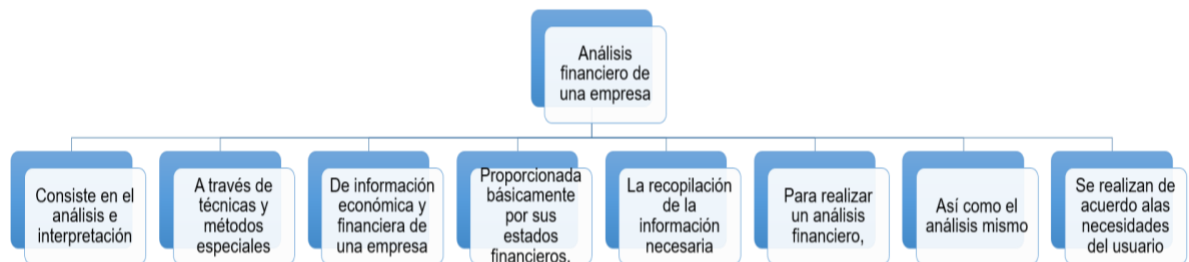 Análisis
financiero de
una empresa
Consiste en el
análisis e
interpretación
A través de
técnicas y
métodos
especiales
De información
económica y
financiera de
una empresa
Proporcionada
básicamente
por sus
estados
financieros.
La recopilación
de la
información
necesaria
Para realizar
un análisis
financiero,
Así como el
análisis mismo
Se realizan de
acuerdo alas
necesidades
del usuario